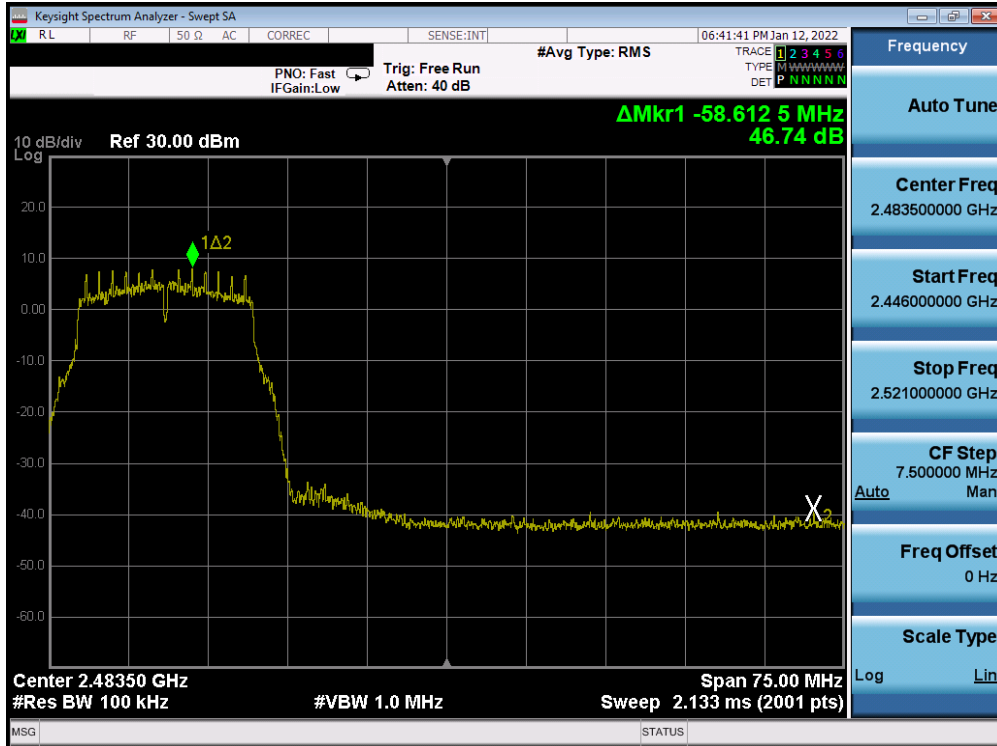 Keysight Spectrum Analyzer - Swept SA
LXI RL RF 50 Ω AC CORREC SENSE:INT 06:41:41 PM Jan 12, 2022
#Avg Type: RMS TRACE 1 2 3 4 5 6
PNO: Fast Trig: Free Run TYPE M WWWWW
IFGain:Low Atten: 40 dB DET P N N N N N
ΔMkr1 -58.612 5 MHz
46.74 dB
10 dB/div Ref 30.00 dBm
Log
20.0
10.0
0.00
-10.0
-20.0
-30.0
-40.0
-50.0
-60.0
1Δ2
X2
Center 2.48350 GHz Span 75.00 MHz
#Res BW 100 kHz #VBW 1.0 MHz Sweep 2.133 ms (2001 pts)
MSG STATUS
Frequency
Auto Tune
Center Freq
2.483500000 GHz
Start Freq
2.446000000 GHz
Stop Freq
2.521000000 GHz
CF Step
7.500000 MHz
Auto Man
Freq Offset
0 Hz
Scale Type
Log Lin